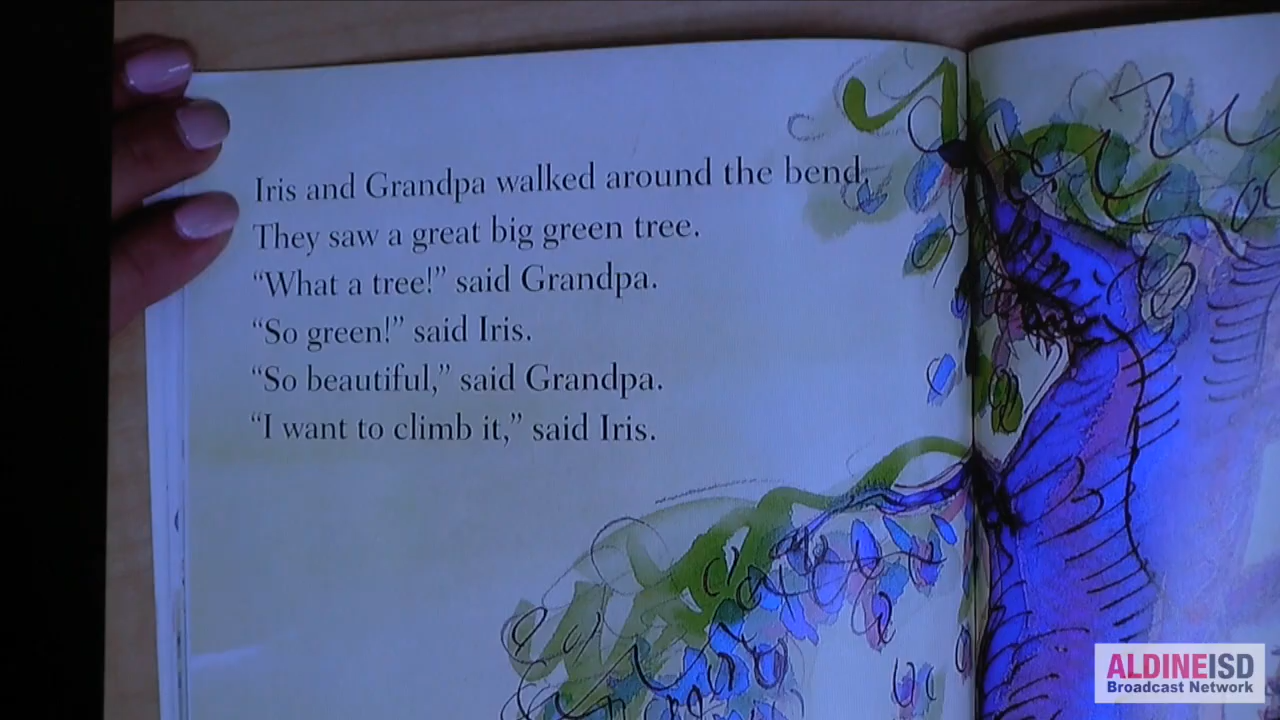 Iris and Grandpa walked around the bend.
They saw a great big green tree.
“What a tree!” said Grandpa.
“So green!” said Iris.
“So beautiful,” said Grandpa.
“I want to climb it,” said Iris.
ALDINEISD
Broadcast Network